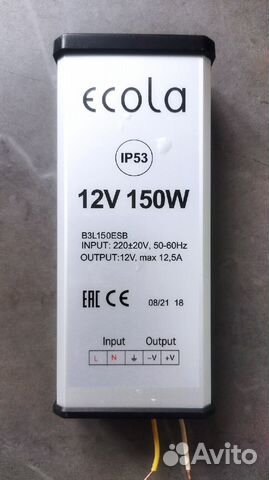 ecola
IP53
12V 150W
B3L150ESB
INPUT: 220±20V, 50-60Hz
OUTPUT:12V, max 12,5A
EAC CE 08/21 18
Input Output
L N ⏚ -V +V
Avito